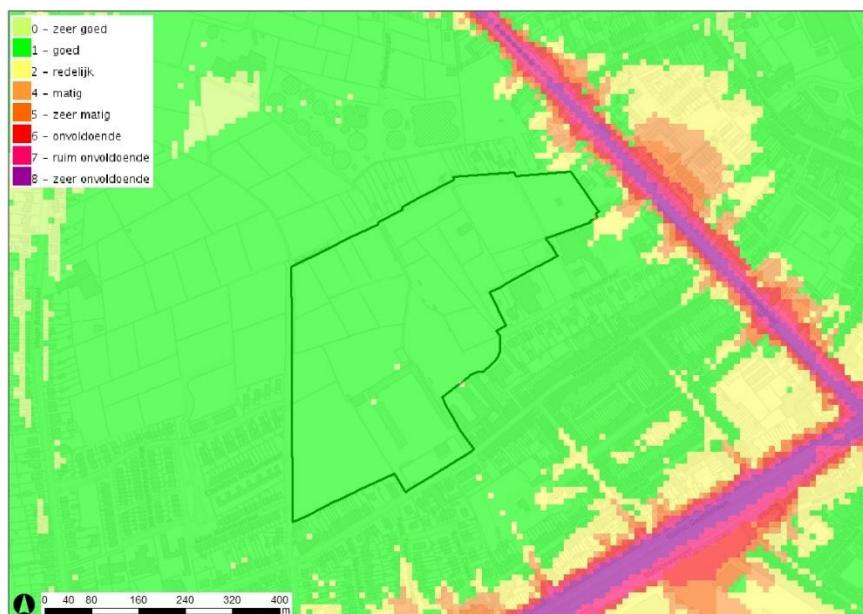 0 - zeer goed
1 - goed
2 - redelijk
4 - matig
5 - zeer matig
6 - onvoldoende
7 - ruim onvoldoende
8 - zeer onvoldoende
0 40 80 160 240 320 400
m